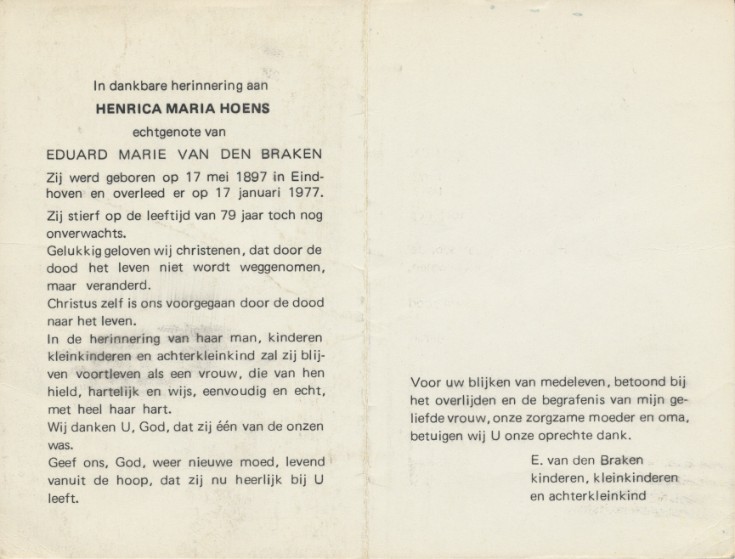 In dankbare herinnering aan
HENRICA MARIA HOENS
echtgenote van
EDUARD MARIE VAN DEN BRAKEN
Zij werd geboren op 17 mei 1897 in Eind-
hoven en overleed er op 17 januari 1977.
Zij stierf op de leeftijd van 79 jaar toch nog
onverwachts.
Gelukkig geloven wij christenen, dat door de
dood het leven niet wordt weggenomen,
maar veranderd.
Christus zelf is ons voorgegaan door de dood
naar het leven.
In de herinnering van haar man, kinderen
kleinkinderen en achterkleinkind zal zij blij-
ven voortleven als een vrouw, die van hen
hield, hartelijk en wijs, eenvoudig en echt,
met heel haar hart.
Wij danken U, God, dat zij één van de onzen
was.
Geef ons, God, weer nieuwe moed, levend
vanuit de hoop, dat zij nu heerlijk bij U
leeft.
Voor uw blijken van medeleven, betoond bij
het overlijden en de begrafenis van mijn ge-
liefde vrouw, onze zorgzame moeder en oma,
betuigen wij U onze oprechte dank.
E. van den Braken
kinderen, kleinkinderen
en achterkleinkind